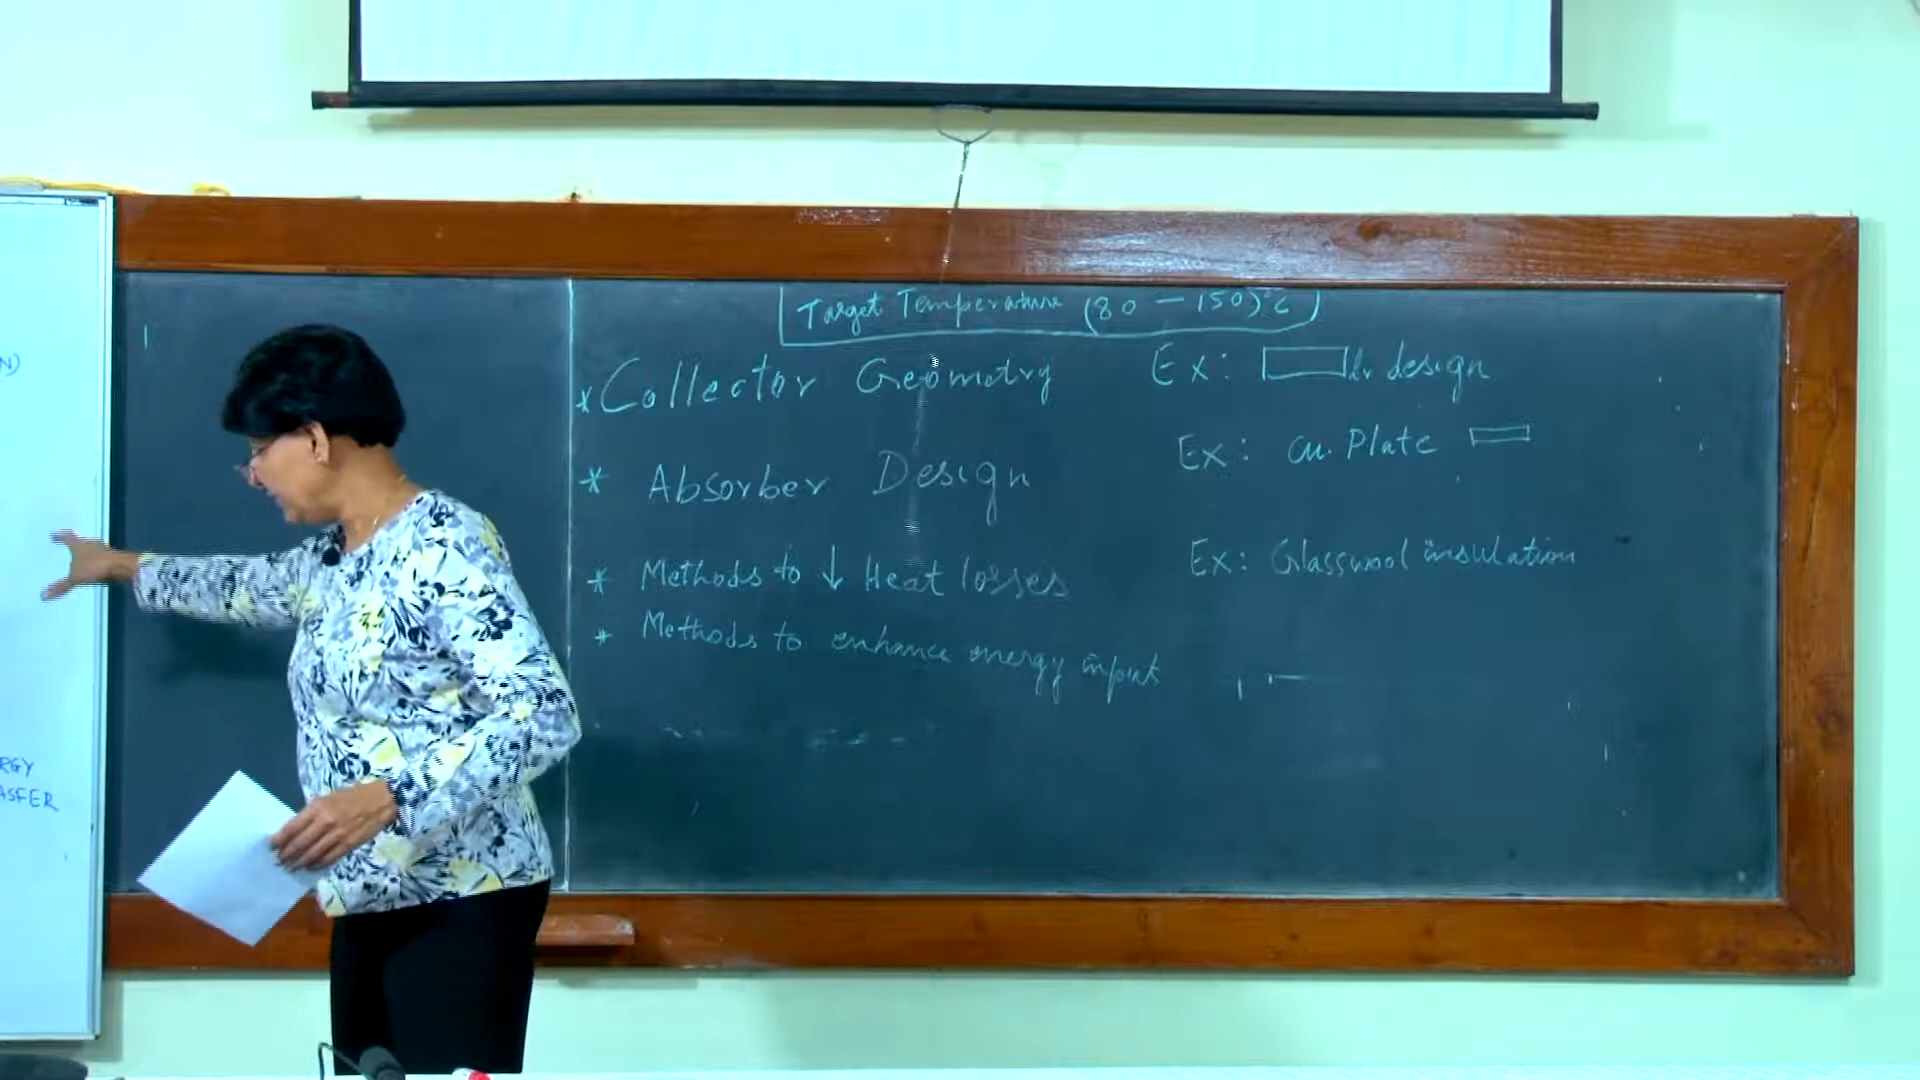 N)
RGY
ASFER
Target Temperature (80 - 150)°C
* Collector Geometry Ex: lr design
* Absorber Design Ex: Cu. Plate
* Methods to ↓ Heat losses Ex: Glasswool insulation
* Methods to enhance energy input